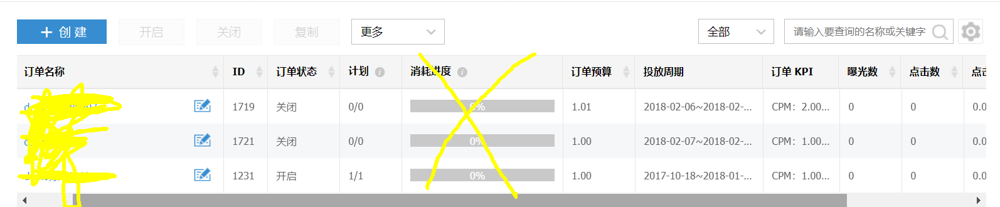 + 创建 开启 关闭 复制 更多 全部 请输入要查询的名称或关键字
订单名称 ID 订单状态 计划 消耗进度 订单预算 投放周期 订单 KPI 曝光数 点击数 点击
1719 关闭 0/0 0% 1.01 2018-02-06~2018-02-... CPM：2.00... 0 0 0.0
1721 关闭 0/0 0% 1.00 2018-02-07~2018-02-... CPM：1.00... 0 0 0.0
1231 开启 1/1 0% 1.00 2017-10-18~2018-01-... CPM：1.00... 0 0 0.0